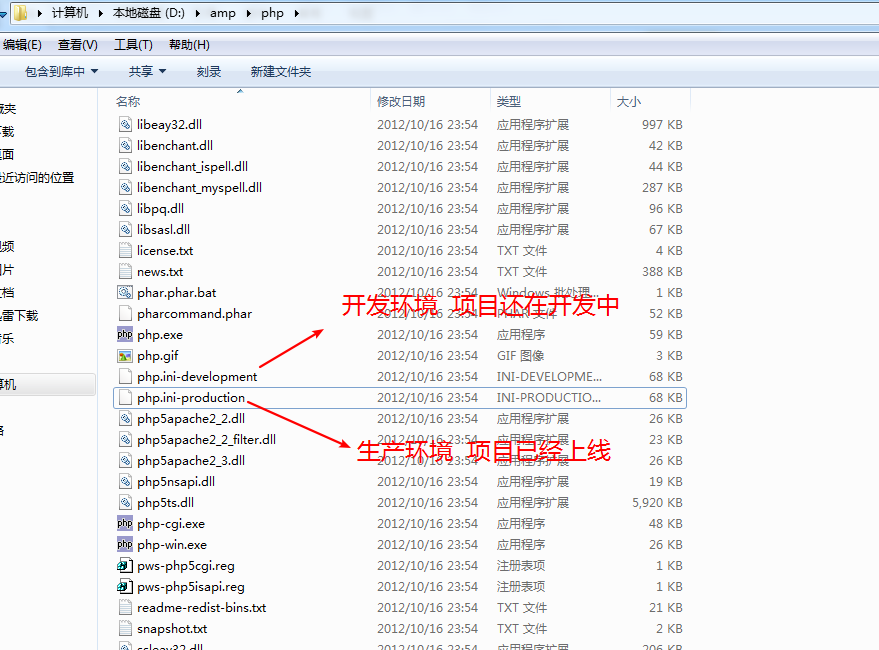 计算机 本地磁盘 (D:) amp php
编辑(E) 查看(V) 工具(T) 帮助(H)
包含到库中 共享 刻录 新建文件夹
名称 修改日期 类型 大小
libeay32.dll 2012/10/16 23:54 应用程序扩展 997 KB
libenchant.dll 2012/10/16 23:54 应用程序扩展 42 KB
libenchant_ispell.dll 2012/10/16 23:54 应用程序扩展 44 KB
近访问的位置 libenchant_myspell.dll 2012/10/16 23:54 应用程序扩展 287 KB
libpq.dll 2012/10/16 23:54 应用程序扩展 96 KB
libsasl.dll 2012/10/16 23:54 应用程序扩展 67 KB
license.txt 2012/10/16 23:54 TXT 文件 4 KB
news.txt 2012/10/16 23:54 TXT 文件 388 KB
phar.phar.bat 2012/10/16 23:54 Windows 批处理... 1 KB
开发环境 项目还在开发中
雷下载 pharcommand.phar 2012/10/16 23:54 PHAR 文件 52 KB
php.exe 2012/10/16 23:54 应用程序 59 KB
php.gif 2012/10/16 23:54 GIF 图像 3 KB
php.ini-development 2012/10/16 23:54 INI-DEVELOPME... 68 KB
php.ini-production 2012/10/16 23:54 INI-PRODUCTIO... 68 KB
php5apache2_2.dll 2012/10/16 23:54 应用程序扩展 26 KB
php5apache2_2_filter.dll 2012/10/16 23:54 应用程序扩展 23 KB
生产环境 项目已经上线
php5apache2_3.dll 2012/10/16 23:54 应用程序扩展 26 KB
php5nsapi.dll 2012/10/16 23:54 应用程序扩展 19 KB
php5ts.dll 2012/10/16 23:54 应用程序扩展 5,920 KB
php-cgi.exe 2012/10/16 23:54 应用程序 48 KB
php-win.exe 2012/10/16 23:54 应用程序 26 KB
pws-php5cgi.reg 2012/10/16 23:54 注册表项 1 KB
pws-php5isapi.reg 2012/10/16 23:54 注册表项 1 KB
readme-redist-bins.txt 2012/10/16 23:54 TXT 文件 21 KB
snapshot.txt 2012/10/16 23:54 TXT 文件 2 KB
ssleay32.dll 2012/10/16 23:54 应用程序扩展 206 KB